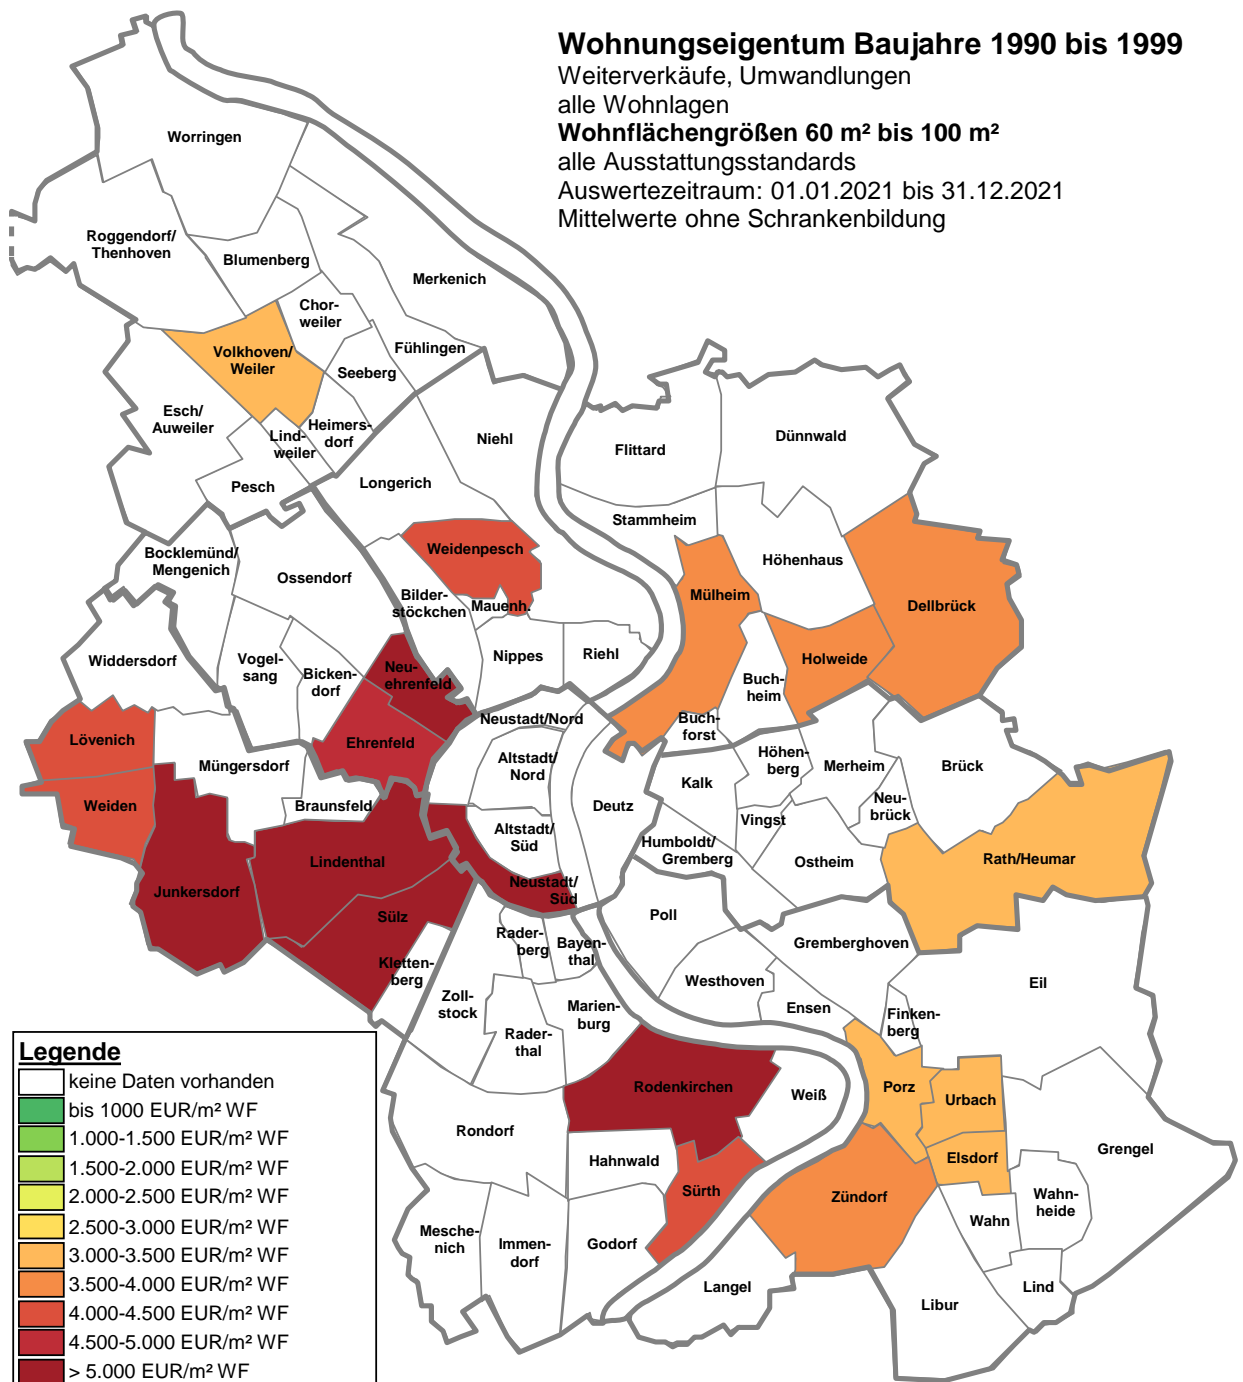 Wohnungseigentum Baujahre 1990 bis 1999
Weiterverkäufe, Umwandlungen
alle Wohnlagen
Wohnflächengrößen 60 m² bis 100 m²
alle Ausstattungsstandards
Auswertezeitraum: 01.01.2021 bis 31.12.2021
Mittelwerte ohne Schrankenbildung
Worringen
Roggendorf/
Thenhoven
Blumenberg
Merkenich
Chor-
weiler
Fühlingen
Volkhoven/
Weiler
Seeberg
Esch/
Auweiler
Lind-
weiler
Heimers-
dorf
Pesch
Niehl
Longerich
Flittard
Dünnwald
Stammheim
Höhenhaus
Bocklemünd/
Mengenich
Ossendorf
Weidenpesch
Bilder-
stöckchen
Mauenh.
Mülheim
Dellbrück
Widdersdorf
Vogel-
sang
Bicken-
dorf
Neu-
ehrenfeld
Nippes
Riehl
Buch-
heim
Holweide
Lövenich
Müngersdorf
Ehrenfeld
Neustadt/Nord
Altstadt/
Nord
Buch-
forst
Höhen-
berg
Merheim
Brück
Weiden
Braunsfeld
Kalk
Deutz
Neu-
brück
Vingst
Altstadt/
Süd
Humboldt/
Gremberg
Ostheim
Rath/Heumar
Junkersdorf
Lindenthal
Neustadt/
Süd
Sülz
Poll
Gremberghoven
Rader-
berg
Bayen-
thal
Kletten-
berg
Westhoven
Eil
Zoll-
stock
Marien-
burg
Ensen
Finken-
berg
Rader-
thal
Rodenkirchen
Weiß
Porz
Urbach
Rondorf
Hahnwald
Elsdorf
Grengel
Sürth
Zündorf
Wahn-
heide
Wahn
Mesche-
nich
Immen-
dorf
Godorf
Langel
Lind
Libur
Legende
keine Daten vorhanden
bis 1000 EUR/m² WF
1.000-1.500 EUR/m² WF
1.500-2.000 EUR/m² WF
2.000-2.500 EUR/m² WF
2.500-3.000 EUR/m² WF
3.000-3.500 EUR/m² WF
3.500-4.000 EUR/m² WF
4.000-4.500 EUR/m² WF
4.500-5.000 EUR/m² WF
> 5.000 EUR/m² WF